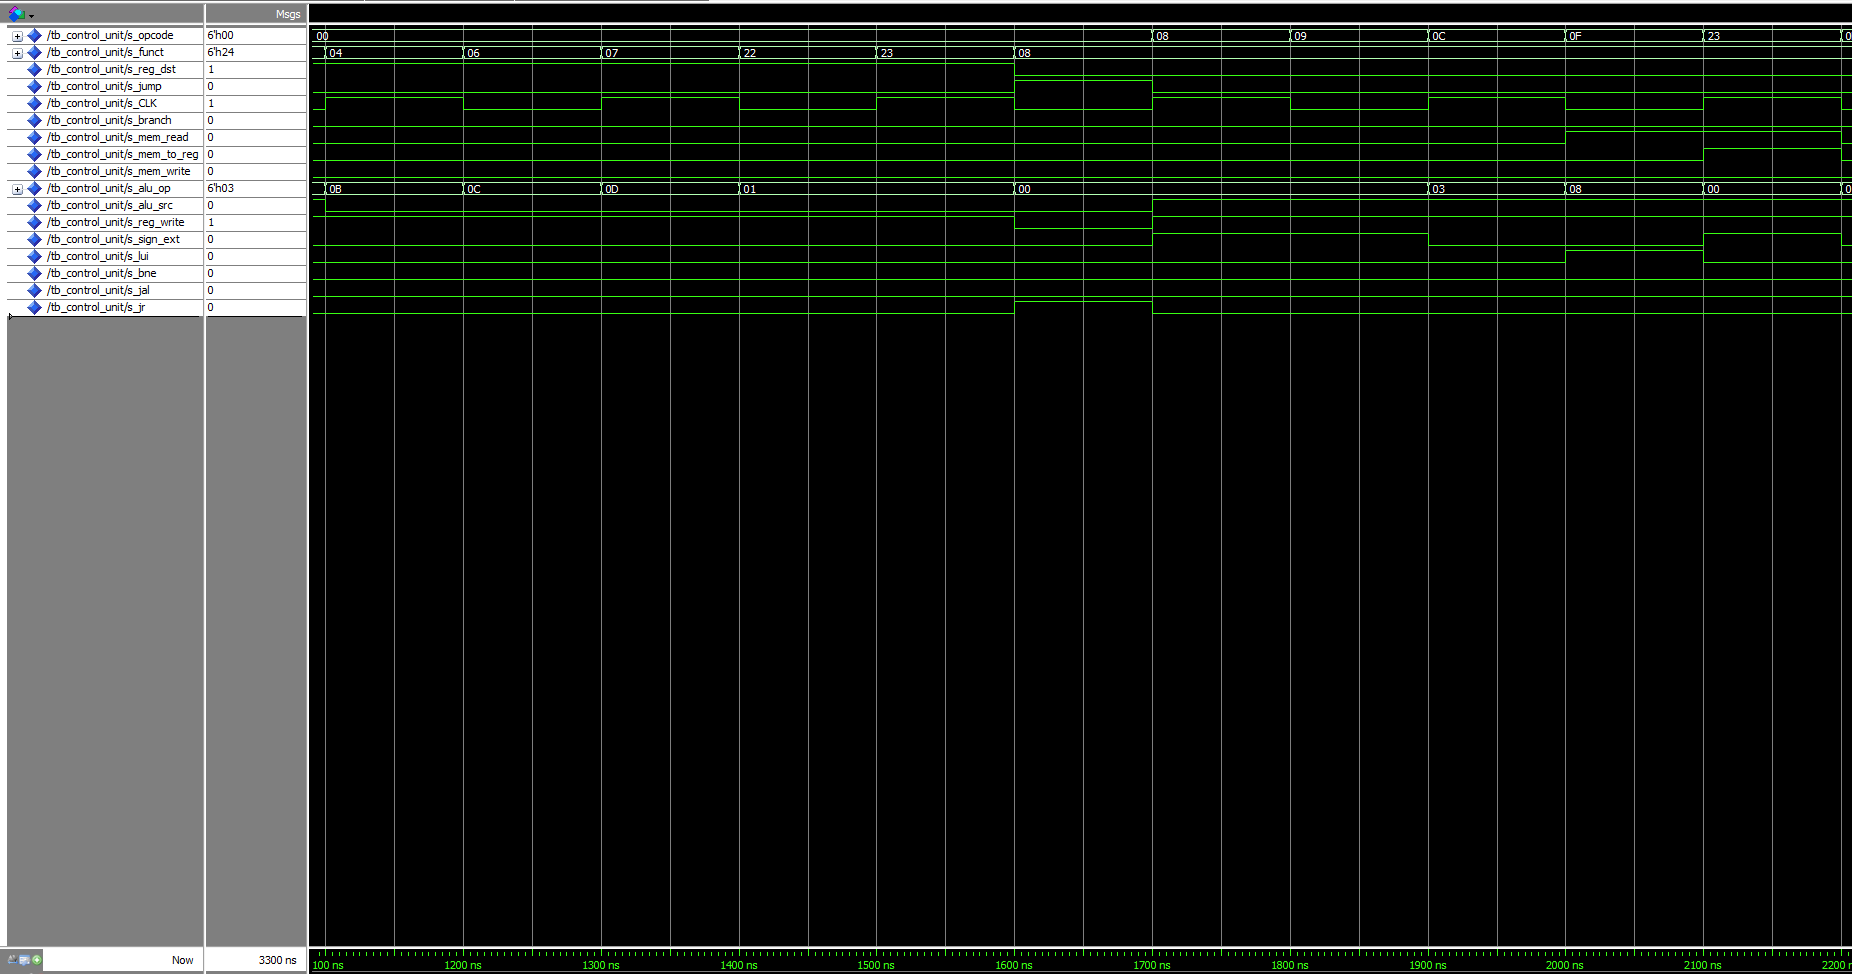 Msgs
/tb_control_unit/s_opcode 6'h00 00 08 09 0C 0F 23 0
/tb_control_unit/s_funct 6'h24 04 06 07 22 23 08
/tb_control_unit/s_reg_dst 1
/tb_control_unit/s_jump 0
/tb_control_unit/s_CLK 1
/tb_control_unit/s_branch 0
/tb_control_unit/s_mem_read 0
/tb_control_unit/s_mem_to_reg 0
/tb_control_unit/s_mem_write 0
/tb_control_unit/s_alu_op 6'h03 0B 0C 0D 01 00 03 08 00 0
/tb_control_unit/s_alu_src 0
/tb_control_unit/s_reg_write 1
/tb_control_unit/s_sign_ext 0
/tb_control_unit/s_lui 0
/tb_control_unit/s_bne 0
/tb_control_unit/s_jal 0
/tb_control_unit/s_jr 0
Now 3300 ns 100 ns 1200 ns 1300 ns 1400 ns 1500 ns 1600 ns 1700 ns 1800 ns 1900 ns 2000 ns 2100 ns 2200 n